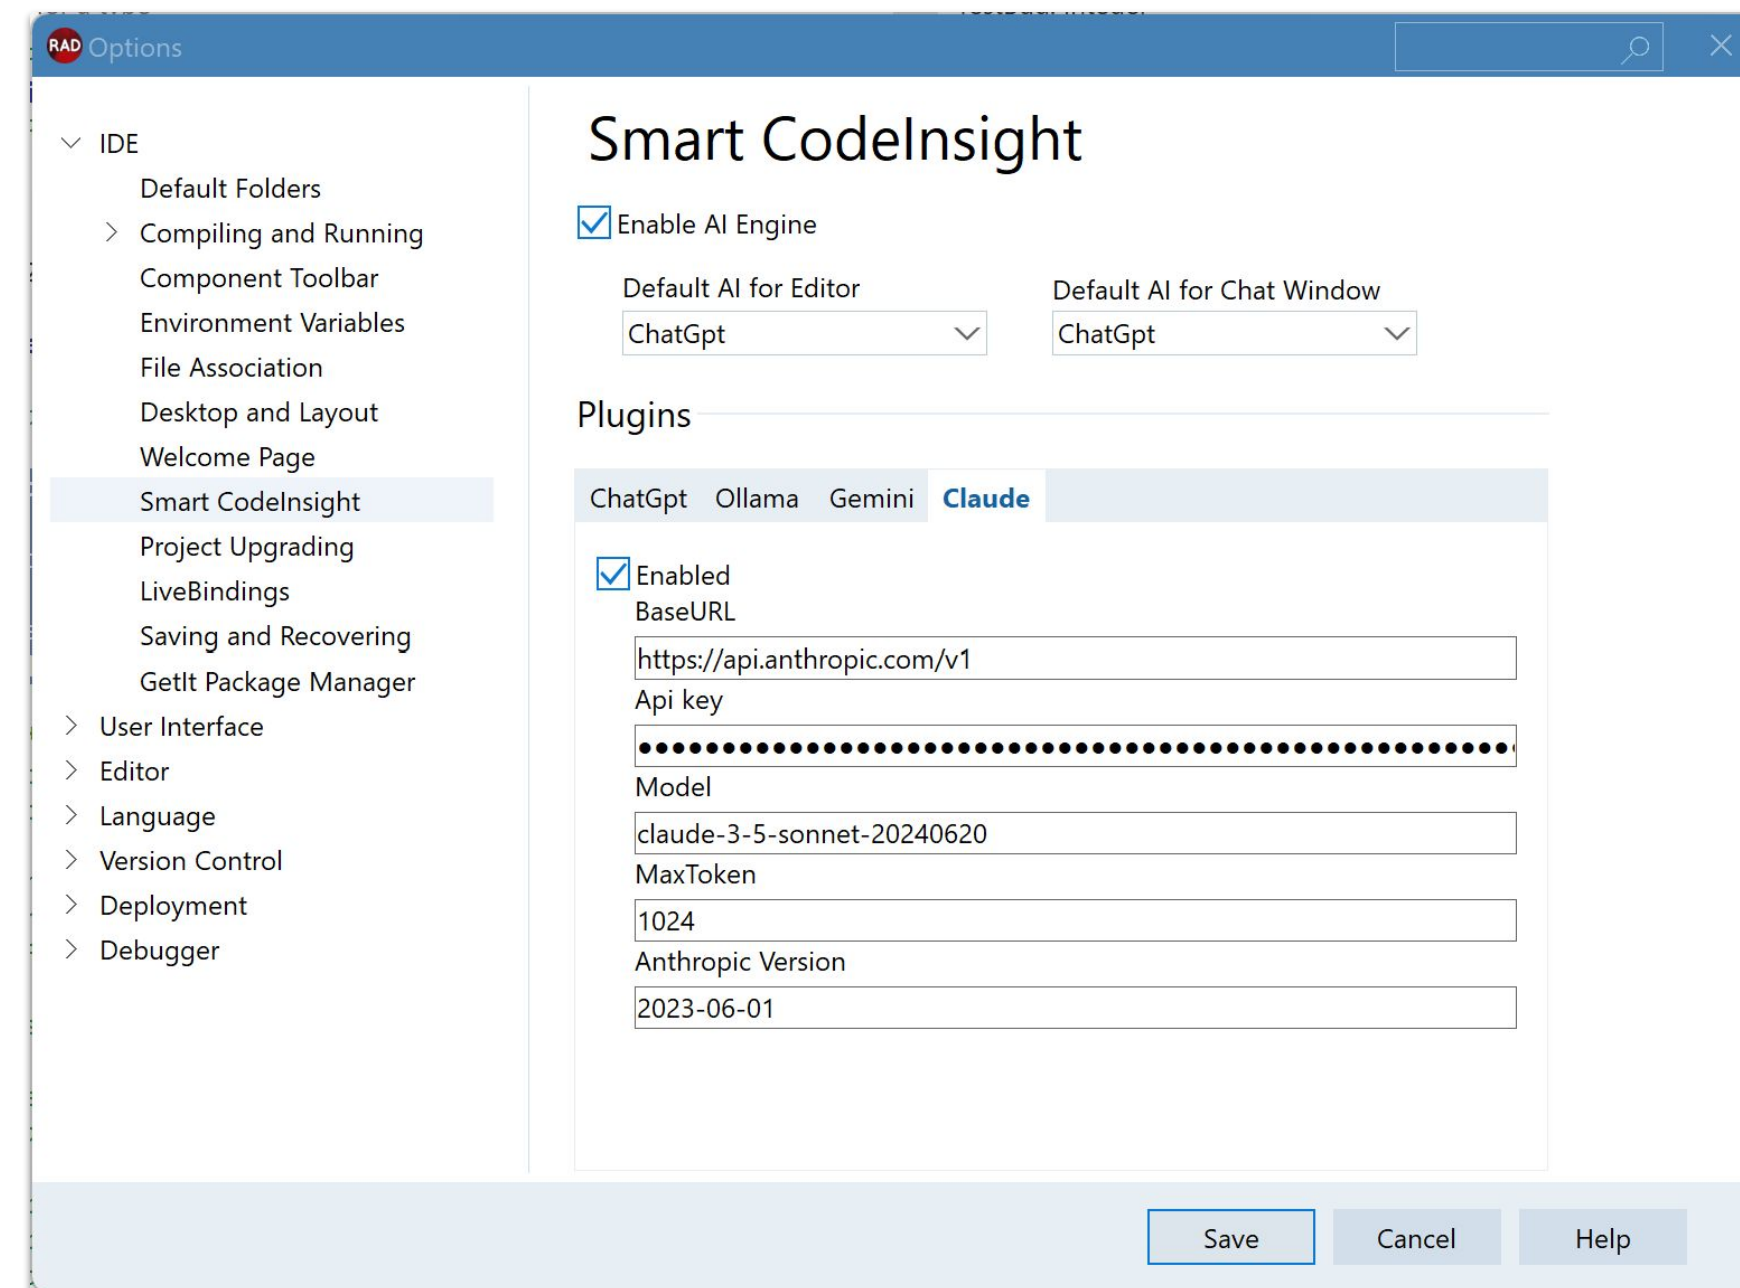 RAD Options
IDE
Default Folders
Compiling and Running
Component Toolbar
Environment Variables
File Association
Desktop and Layout
Welcome Page
Smart CodeInsight
Project Upgrading
LiveBindings
Saving and Recovering
GetIt Package Manager
User Interface
Editor
Language
Version Control
Deployment
Debugger
Smart CodeInsight
Enable AI Engine
Default AI for Editor
ChatGpt
Default AI for Chat Window
ChatGpt
Plugins
ChatGpt Ollama Gemini Claude
Enabled
BaseURL
https://api.anthropic.com/v1
Api key
Model
claude-3-5-sonnet-20240620
MaxToken
1024
Anthropic Version
2023-06-01
Save Cancel Help